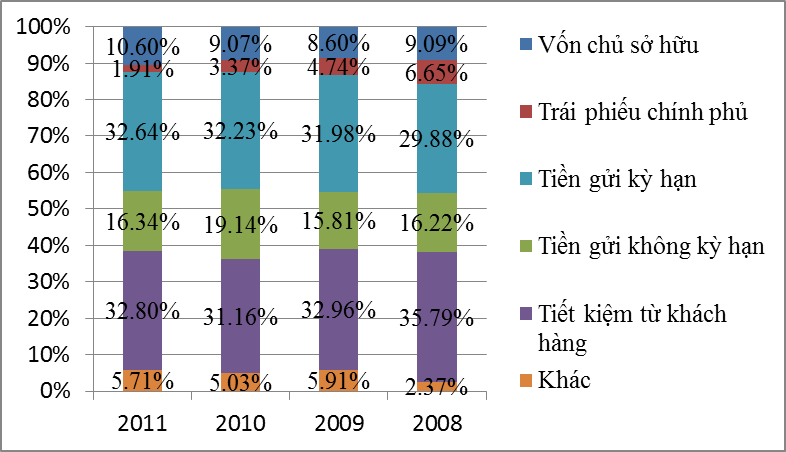 100%
90%
80%
70%
60%
50%
40%
30%
20%
10%
0%
10.60% 9.07% 8.60% 9.09%
1.91% 3.37% 4.74% 6.65%
32.64% 32.23% 31.98% 29.88%
16.34% 19.14% 15.81% 16.22%
32.80% 31.16% 32.96% 35.79%
5.71% 5.03% 5.91% 2.37%
2011 2010 2009 2008
Vốn chủ sở hữu
Trái phiếu chính phủ
Tiền gửi kỳ hạn
Tiền gửi không kỳ hạn
Tiết kiệm từ khách
hàng
Khác